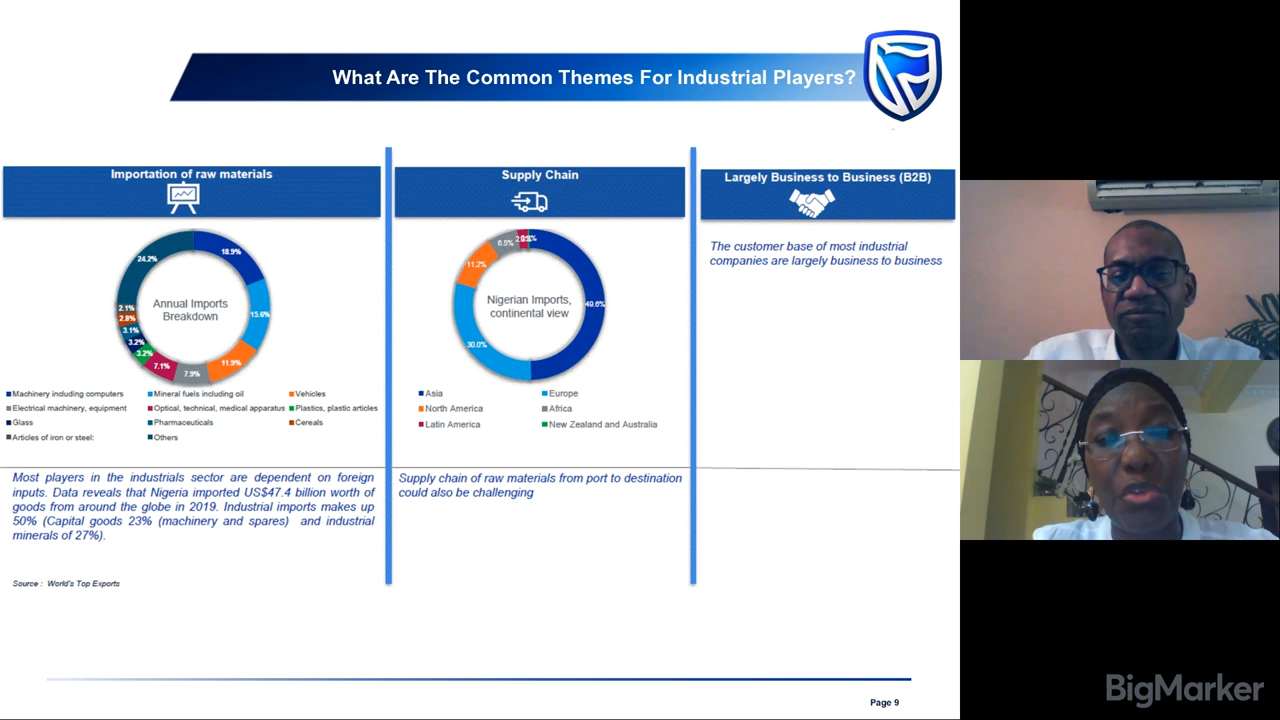 What Are The Common Themes For Industrial Players?
Importation of raw materials
18.9%
15.6%
11.9%
7.9%
7.1%
3.2%
3.2%
3.1%
2.8%
2.1%
24.2%
Annual Imports
Breakdown
Machinery including computers
Mineral fuels including oil
Vehicles
Electrical machinery, equipment
Optical, technical, medical apparatus
Plastics, plastic articles
Glass
Pharmaceuticals
Cereals
Articles of iron or steel:
Others
Most players in the industrials sector are dependent on foreign
inputs. Data reveals that Nigeria imported US$47.4 billion worth of
goods from around the globe in 2019. Industrial imports makes up
50% (Capital goods 23% (machinery and spares) and industrial
minerals of 27%).
Source : World's Top Exports
Supply Chain
49.6%
30.0%
11.2%
Nigerian Imports,
continental view
Asia
Europe
North America
Africa
Latin America
New Zealand and Australia
Supply chain of raw materials from port to destination
could also be challenging
Largely Business to Business (B2B)
The customer base of most industrial
companies are largely business to business
Page 9
BigMarker